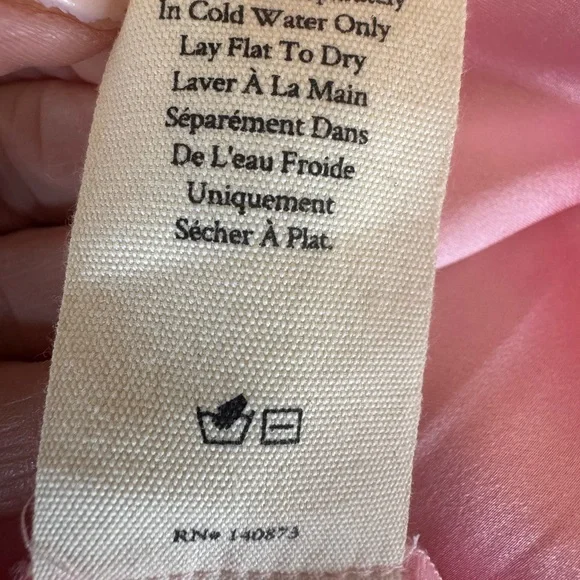 In Cold Water Only
Lay Flat To Dry
Laver À La Main
Séparément Dans
De L'eau Froide
Uniquement
Sécher À Plat.
RN# 140873